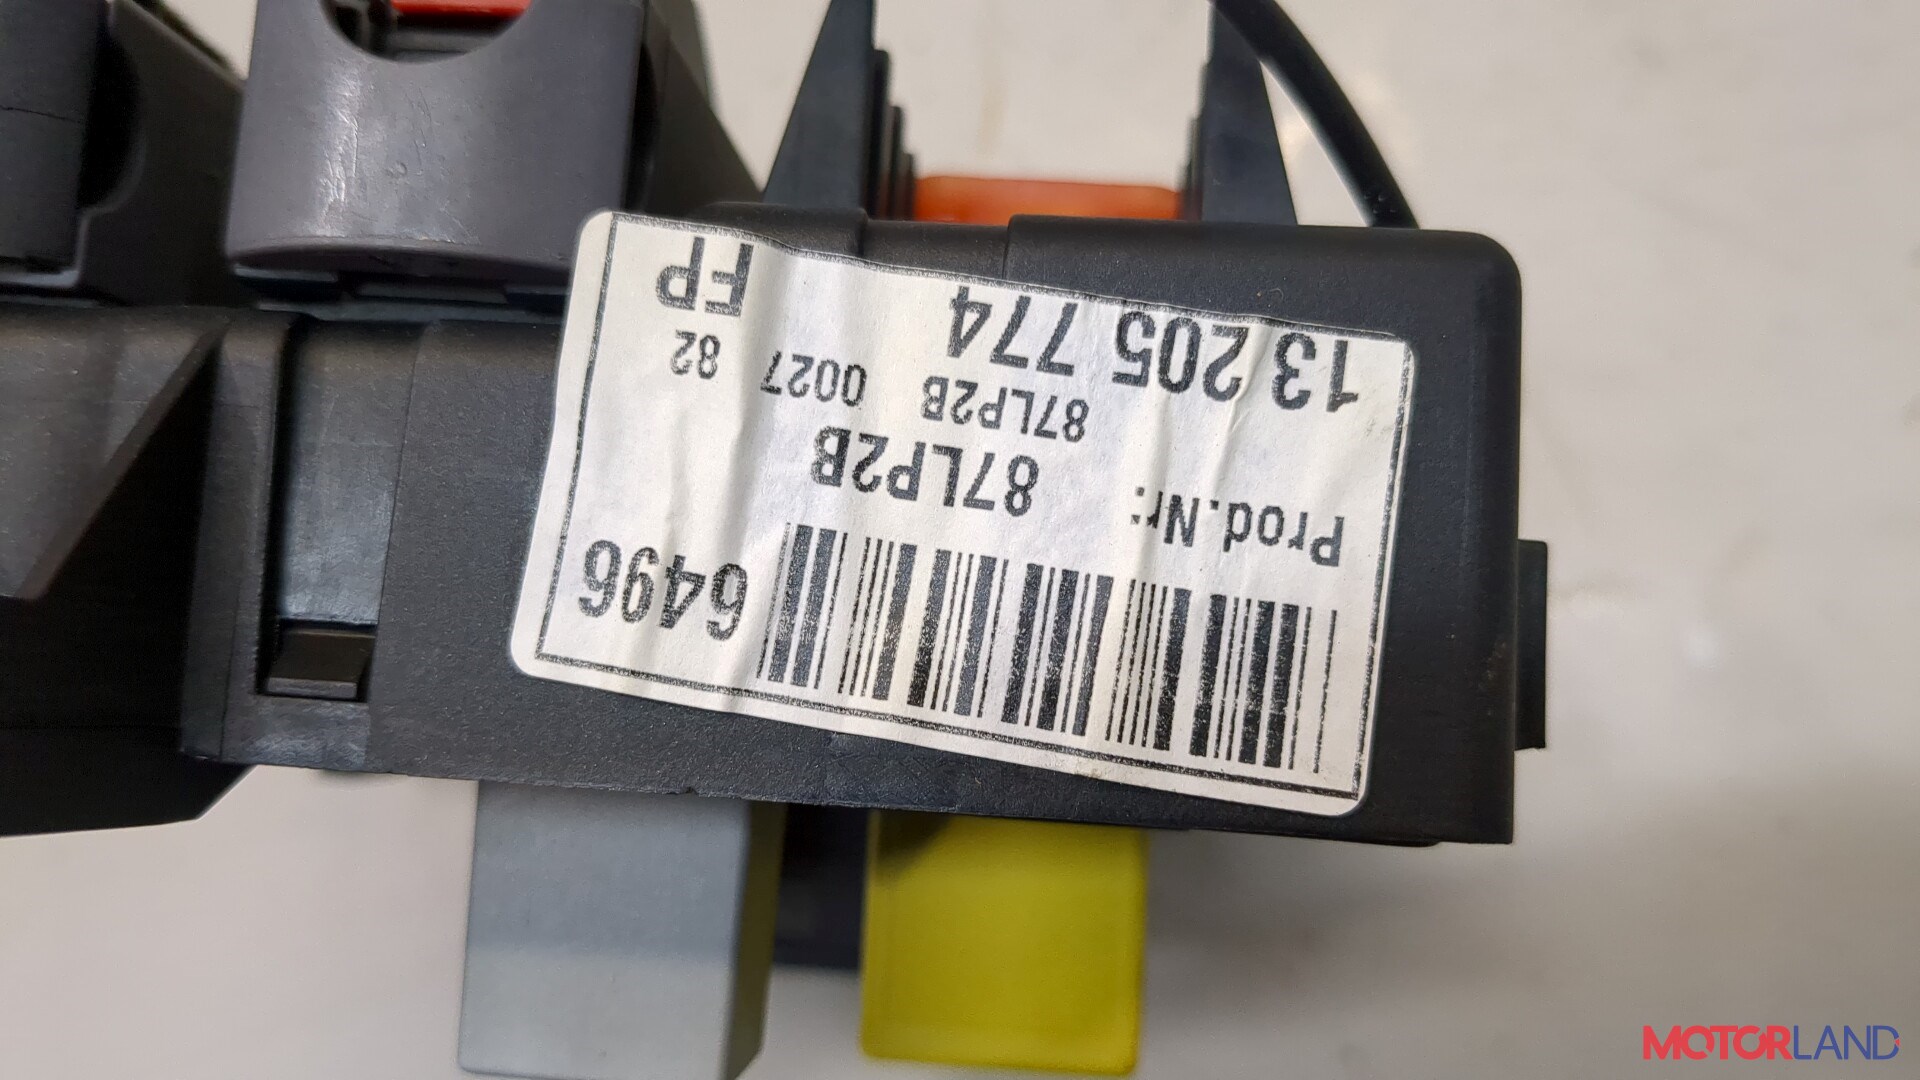 6496
Prod.Nr: 87LP2B
87LP2B 0027 82
13 205 774 FP
MOTORLAND